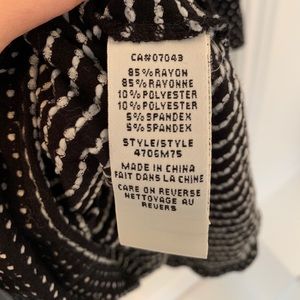 CA#07043
85%RAYON
85%RAYONNE
10%POLYESTER
10%POLYESTER
5%SPANDEX
5%SPANDEX
STYLE/STYLE
4706M75
MADE IN CHINA
FAIT DANS LA CHINE
CARE ON REVERSE
NETTOYAGE AU
REVERS